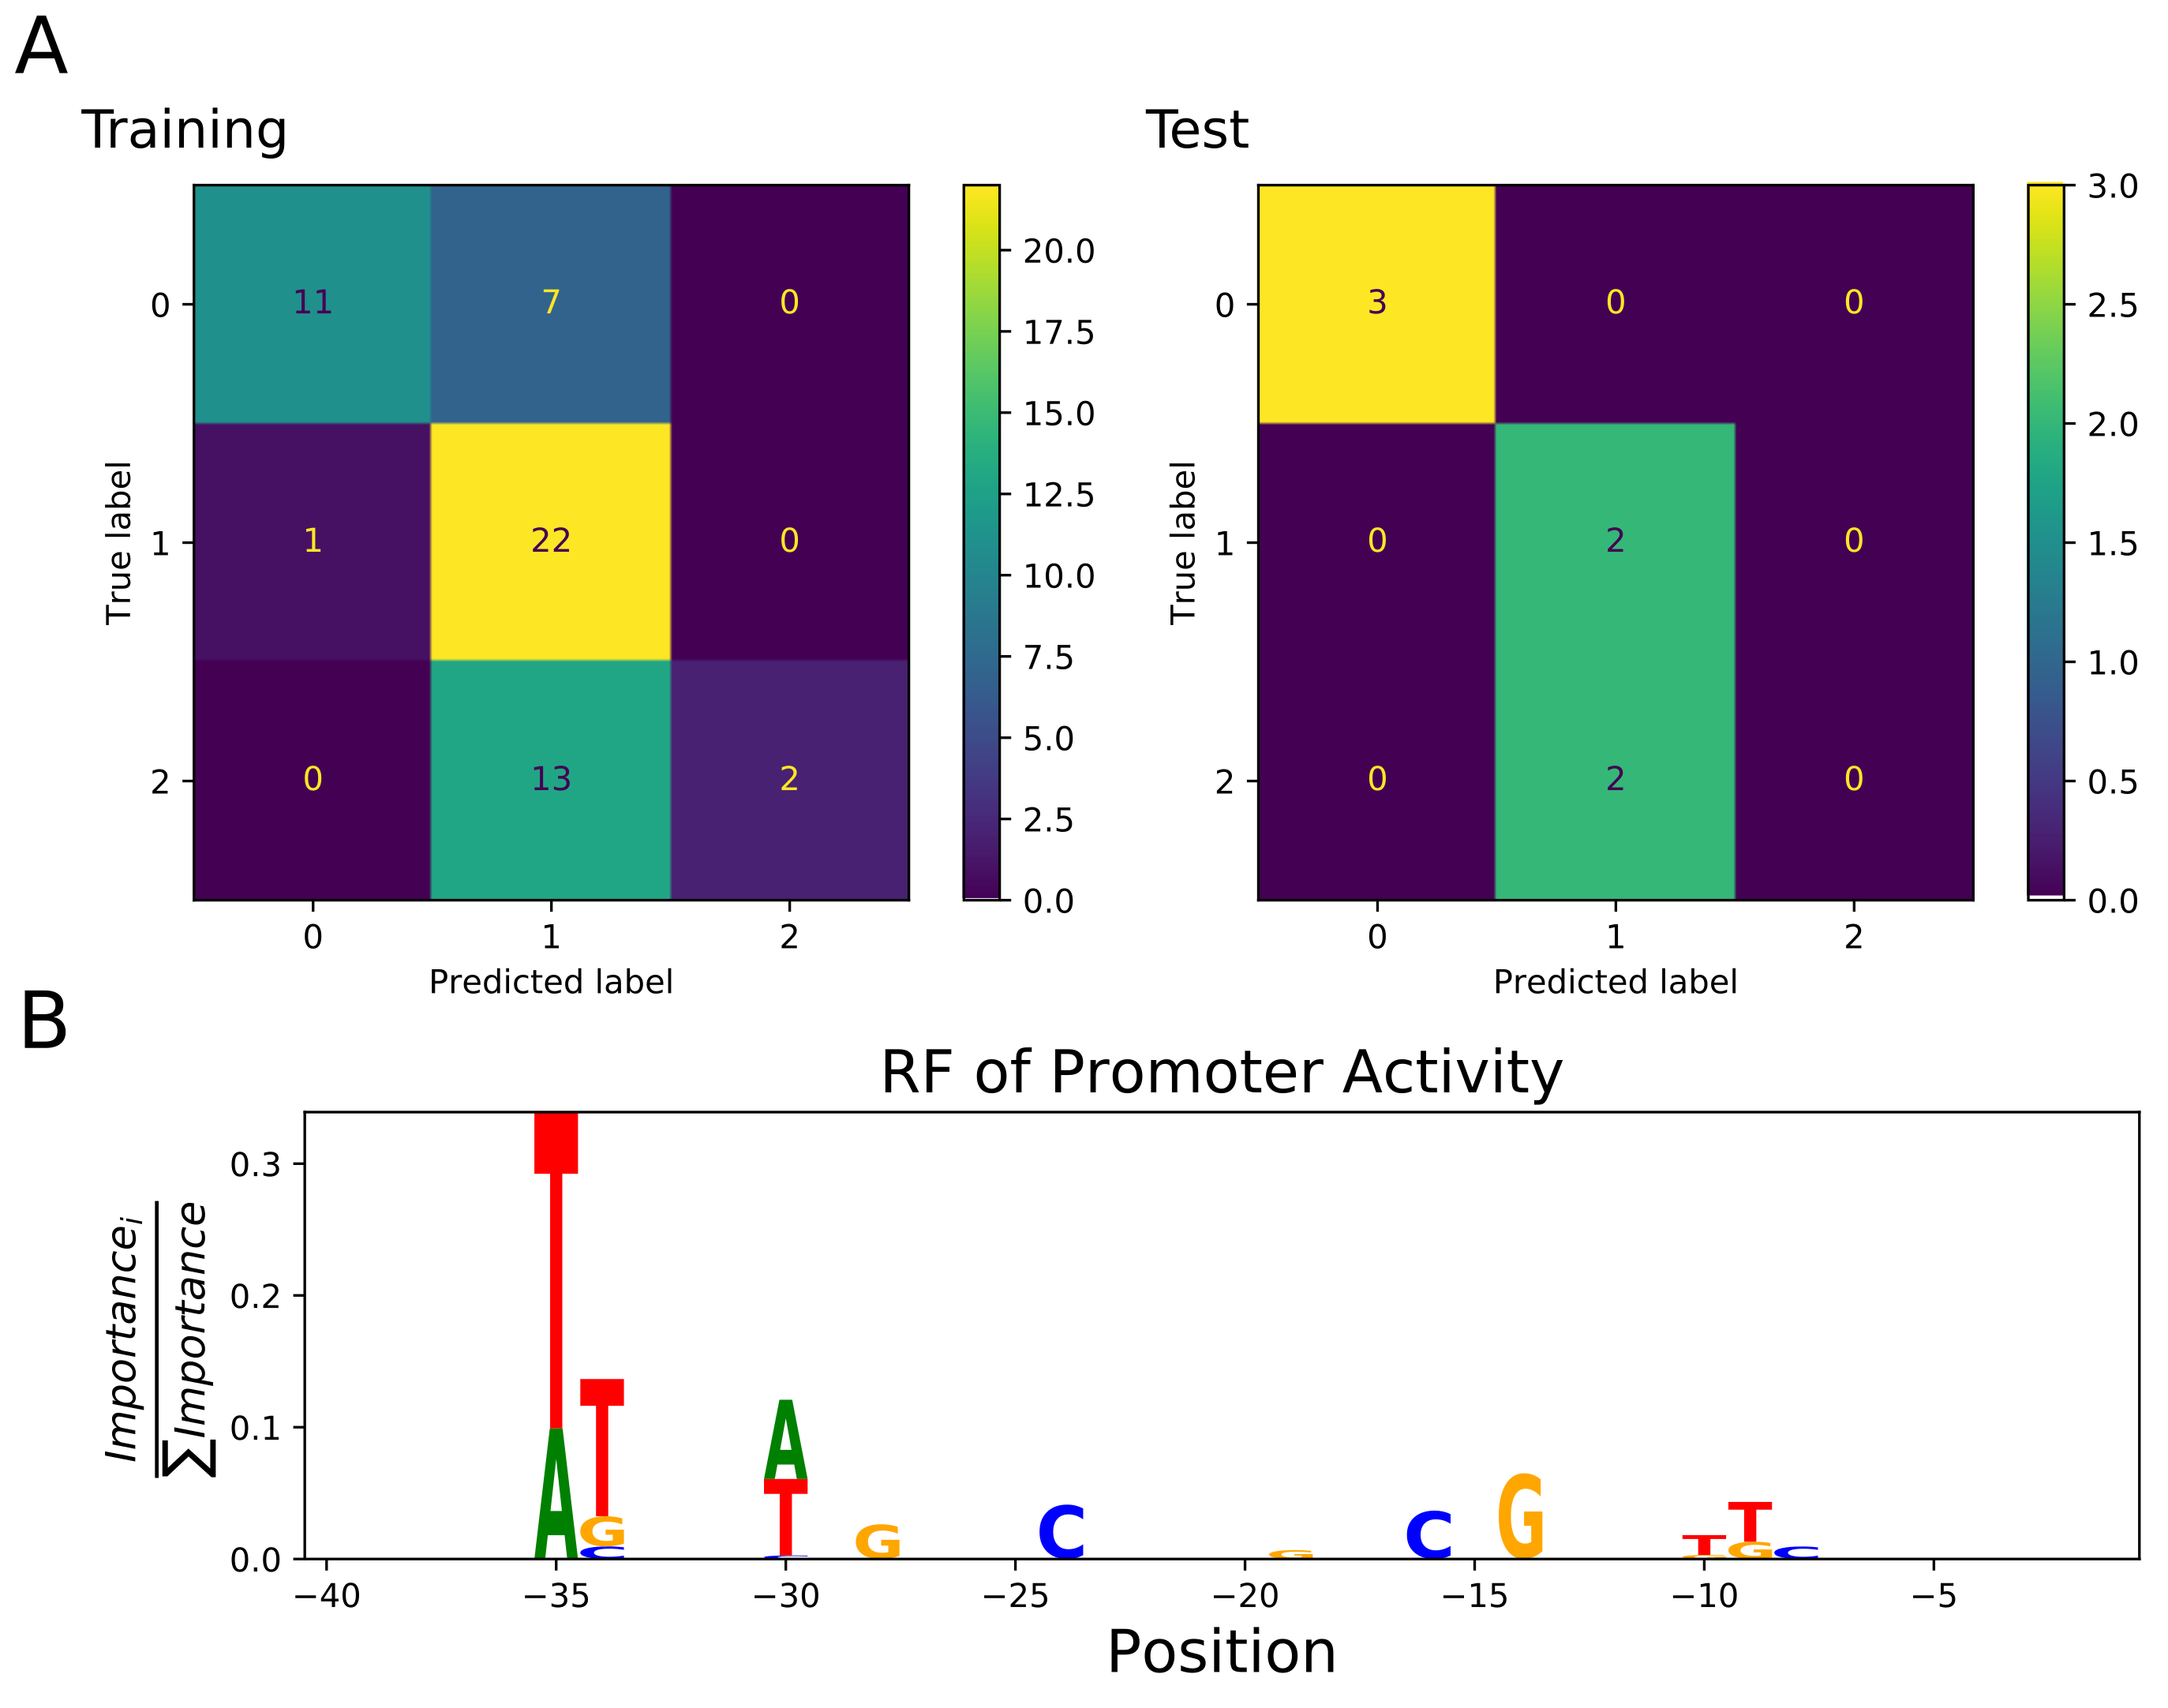 A
Training
Test
11 7 0
1 22 0
0 13 2
0
1
2
True label
0 1 2
Predicted label
20.0
17.5
15.0
12.5
10.0
7.5
5.0
2.5
0.0
3 0 0
0 2 0
0 2 0
0
1
2
True label
0 1 2
Predicted label
3.0
2.5
2.0
1.5
1.0
0.5
0.0
B
RF of Promoter Activity
Importance_i
∑Importance
0.3
0.2
0.1
0.0
T
A
T
G
C
A
T
G
C
G
C
G
T
T
G
C
−40 −35 −30 −25 −20 −15 −10 −5
Position